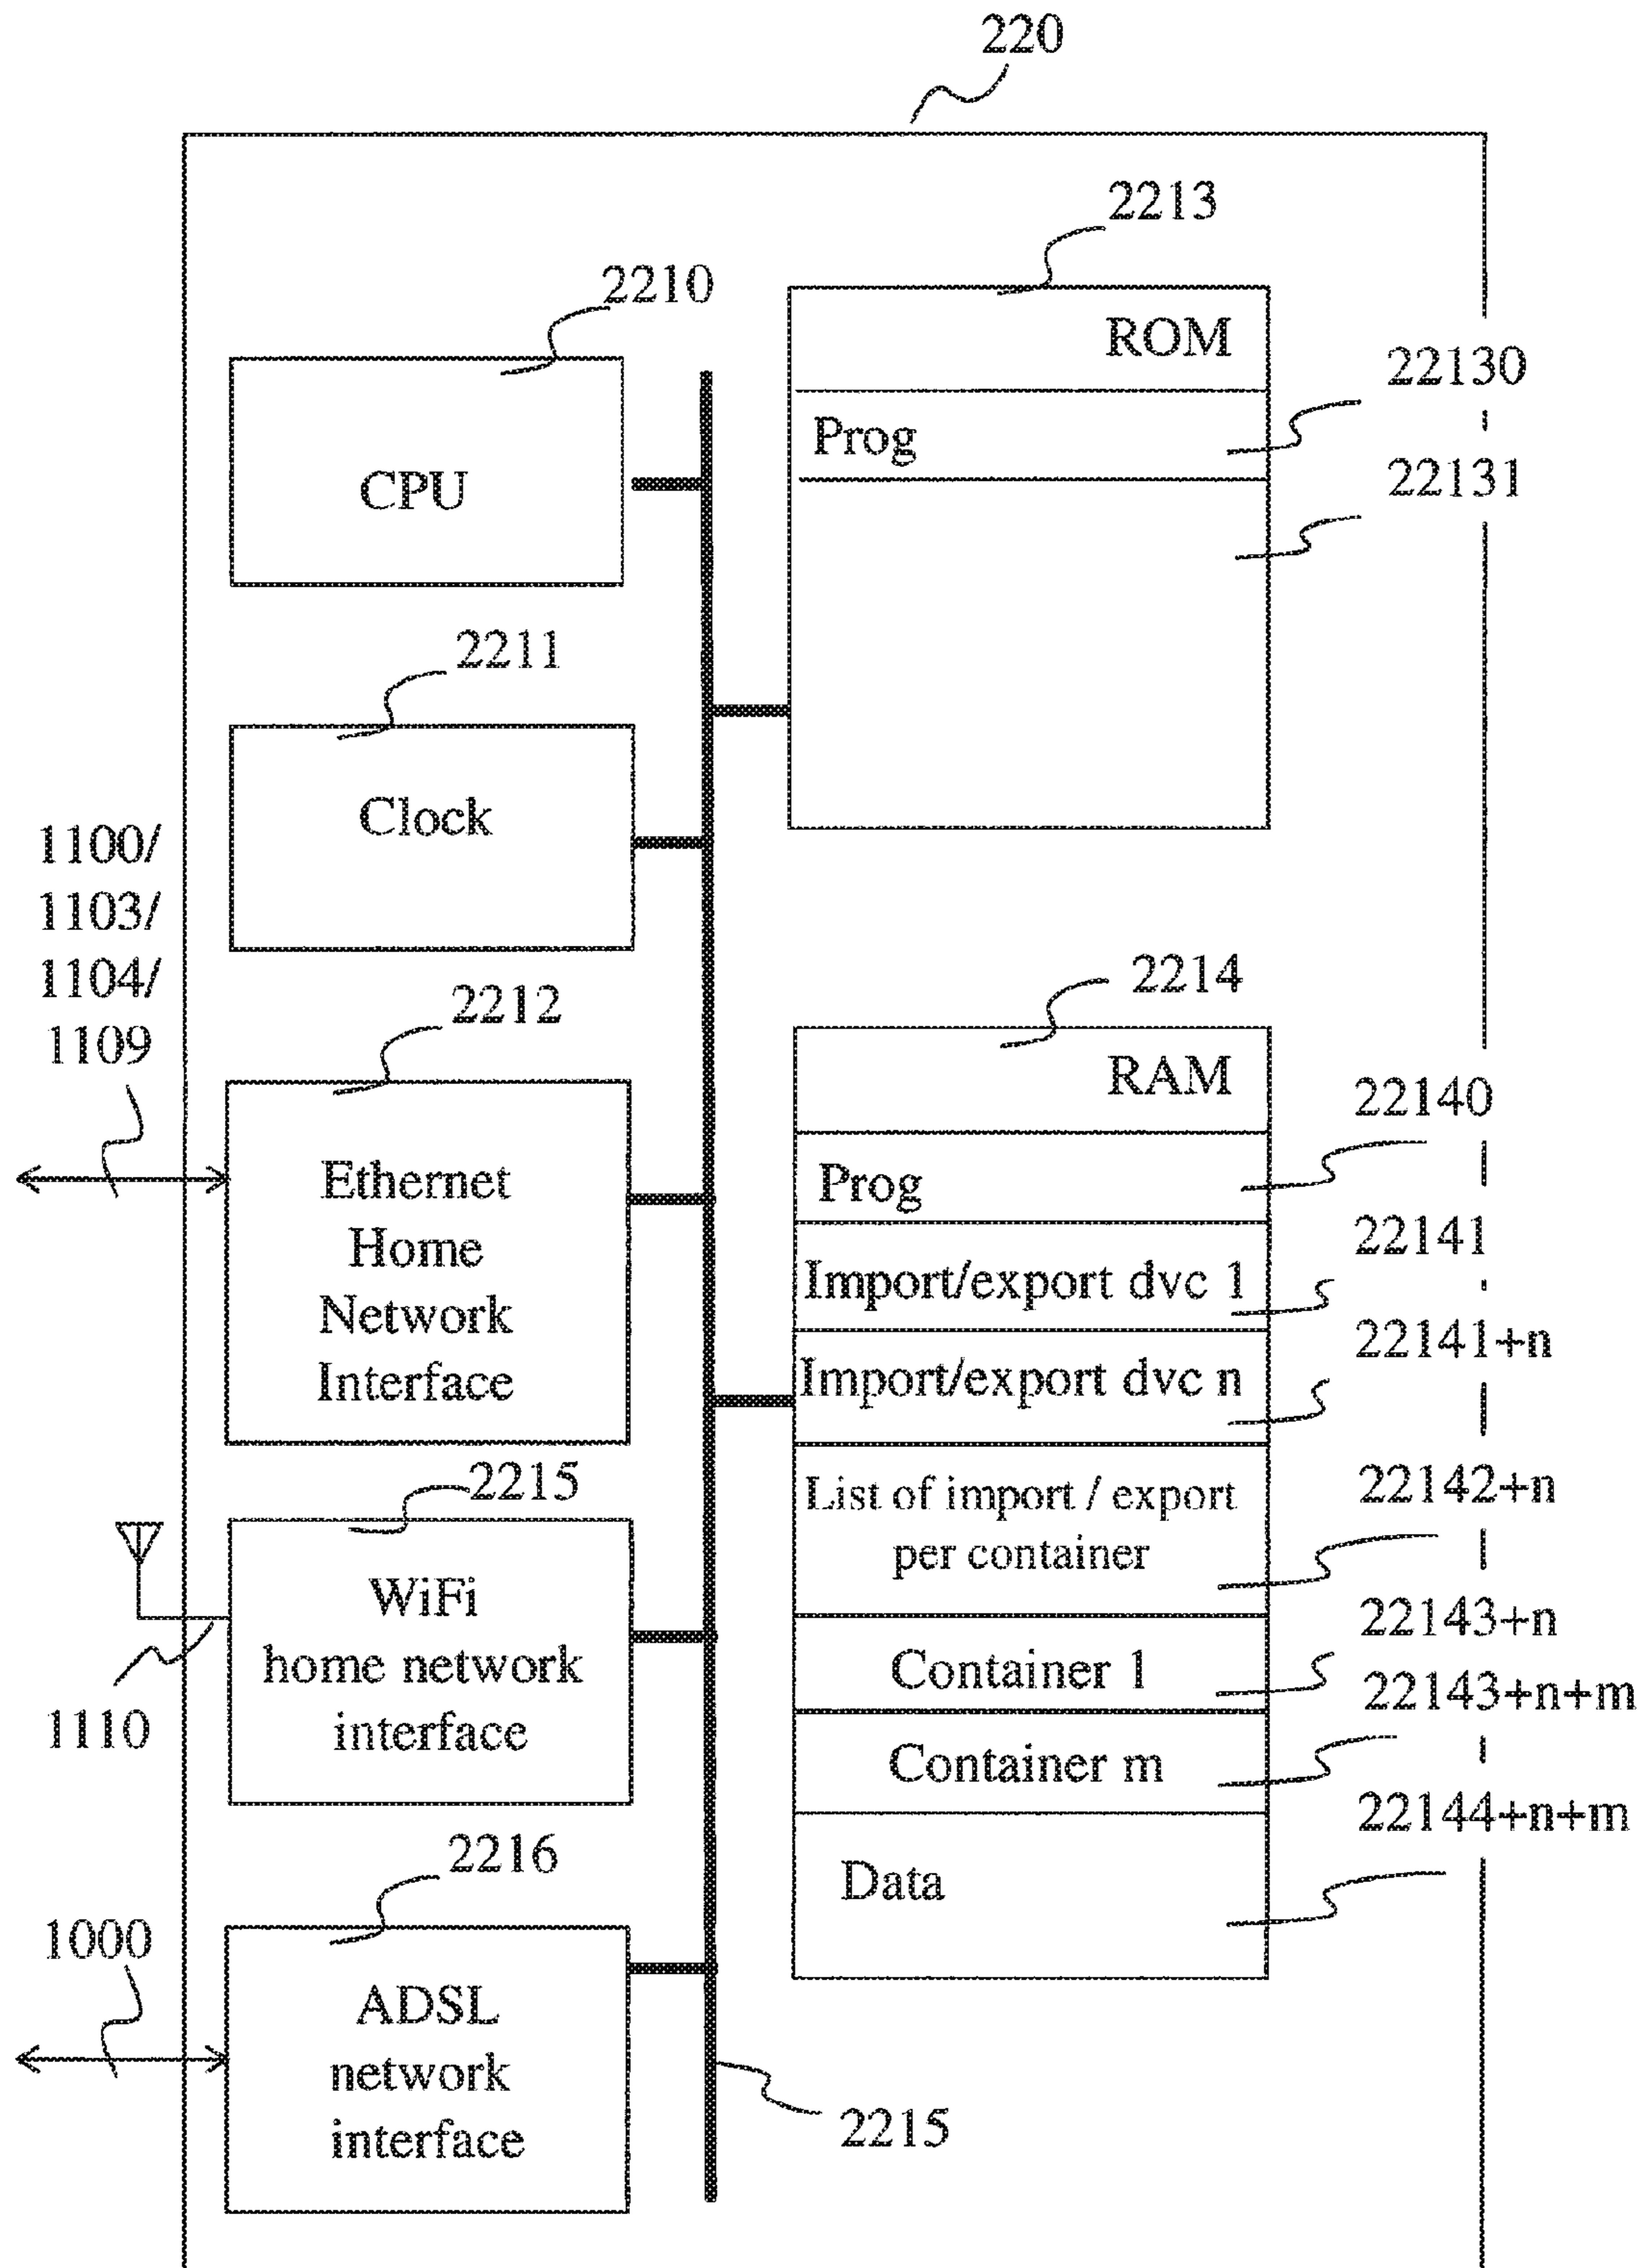 220
2213
2210
ROM
22130
Prog
22131
CPU
2211
Clock
1100/
1103/
1104/
1109
2214
2212
RAM
22140
Prog
Ethernet
Home
Network
Interface
22141
Import/export dvc 1
22141+n
Import/export dvc n
2215
List of import / export
per container
22142+n
WiFi
home network
interface
1110
22143+n
Container 1
22143+n+m
Container m
22144+n+m
2216
Data
1000
ADSL
network
interface
2215